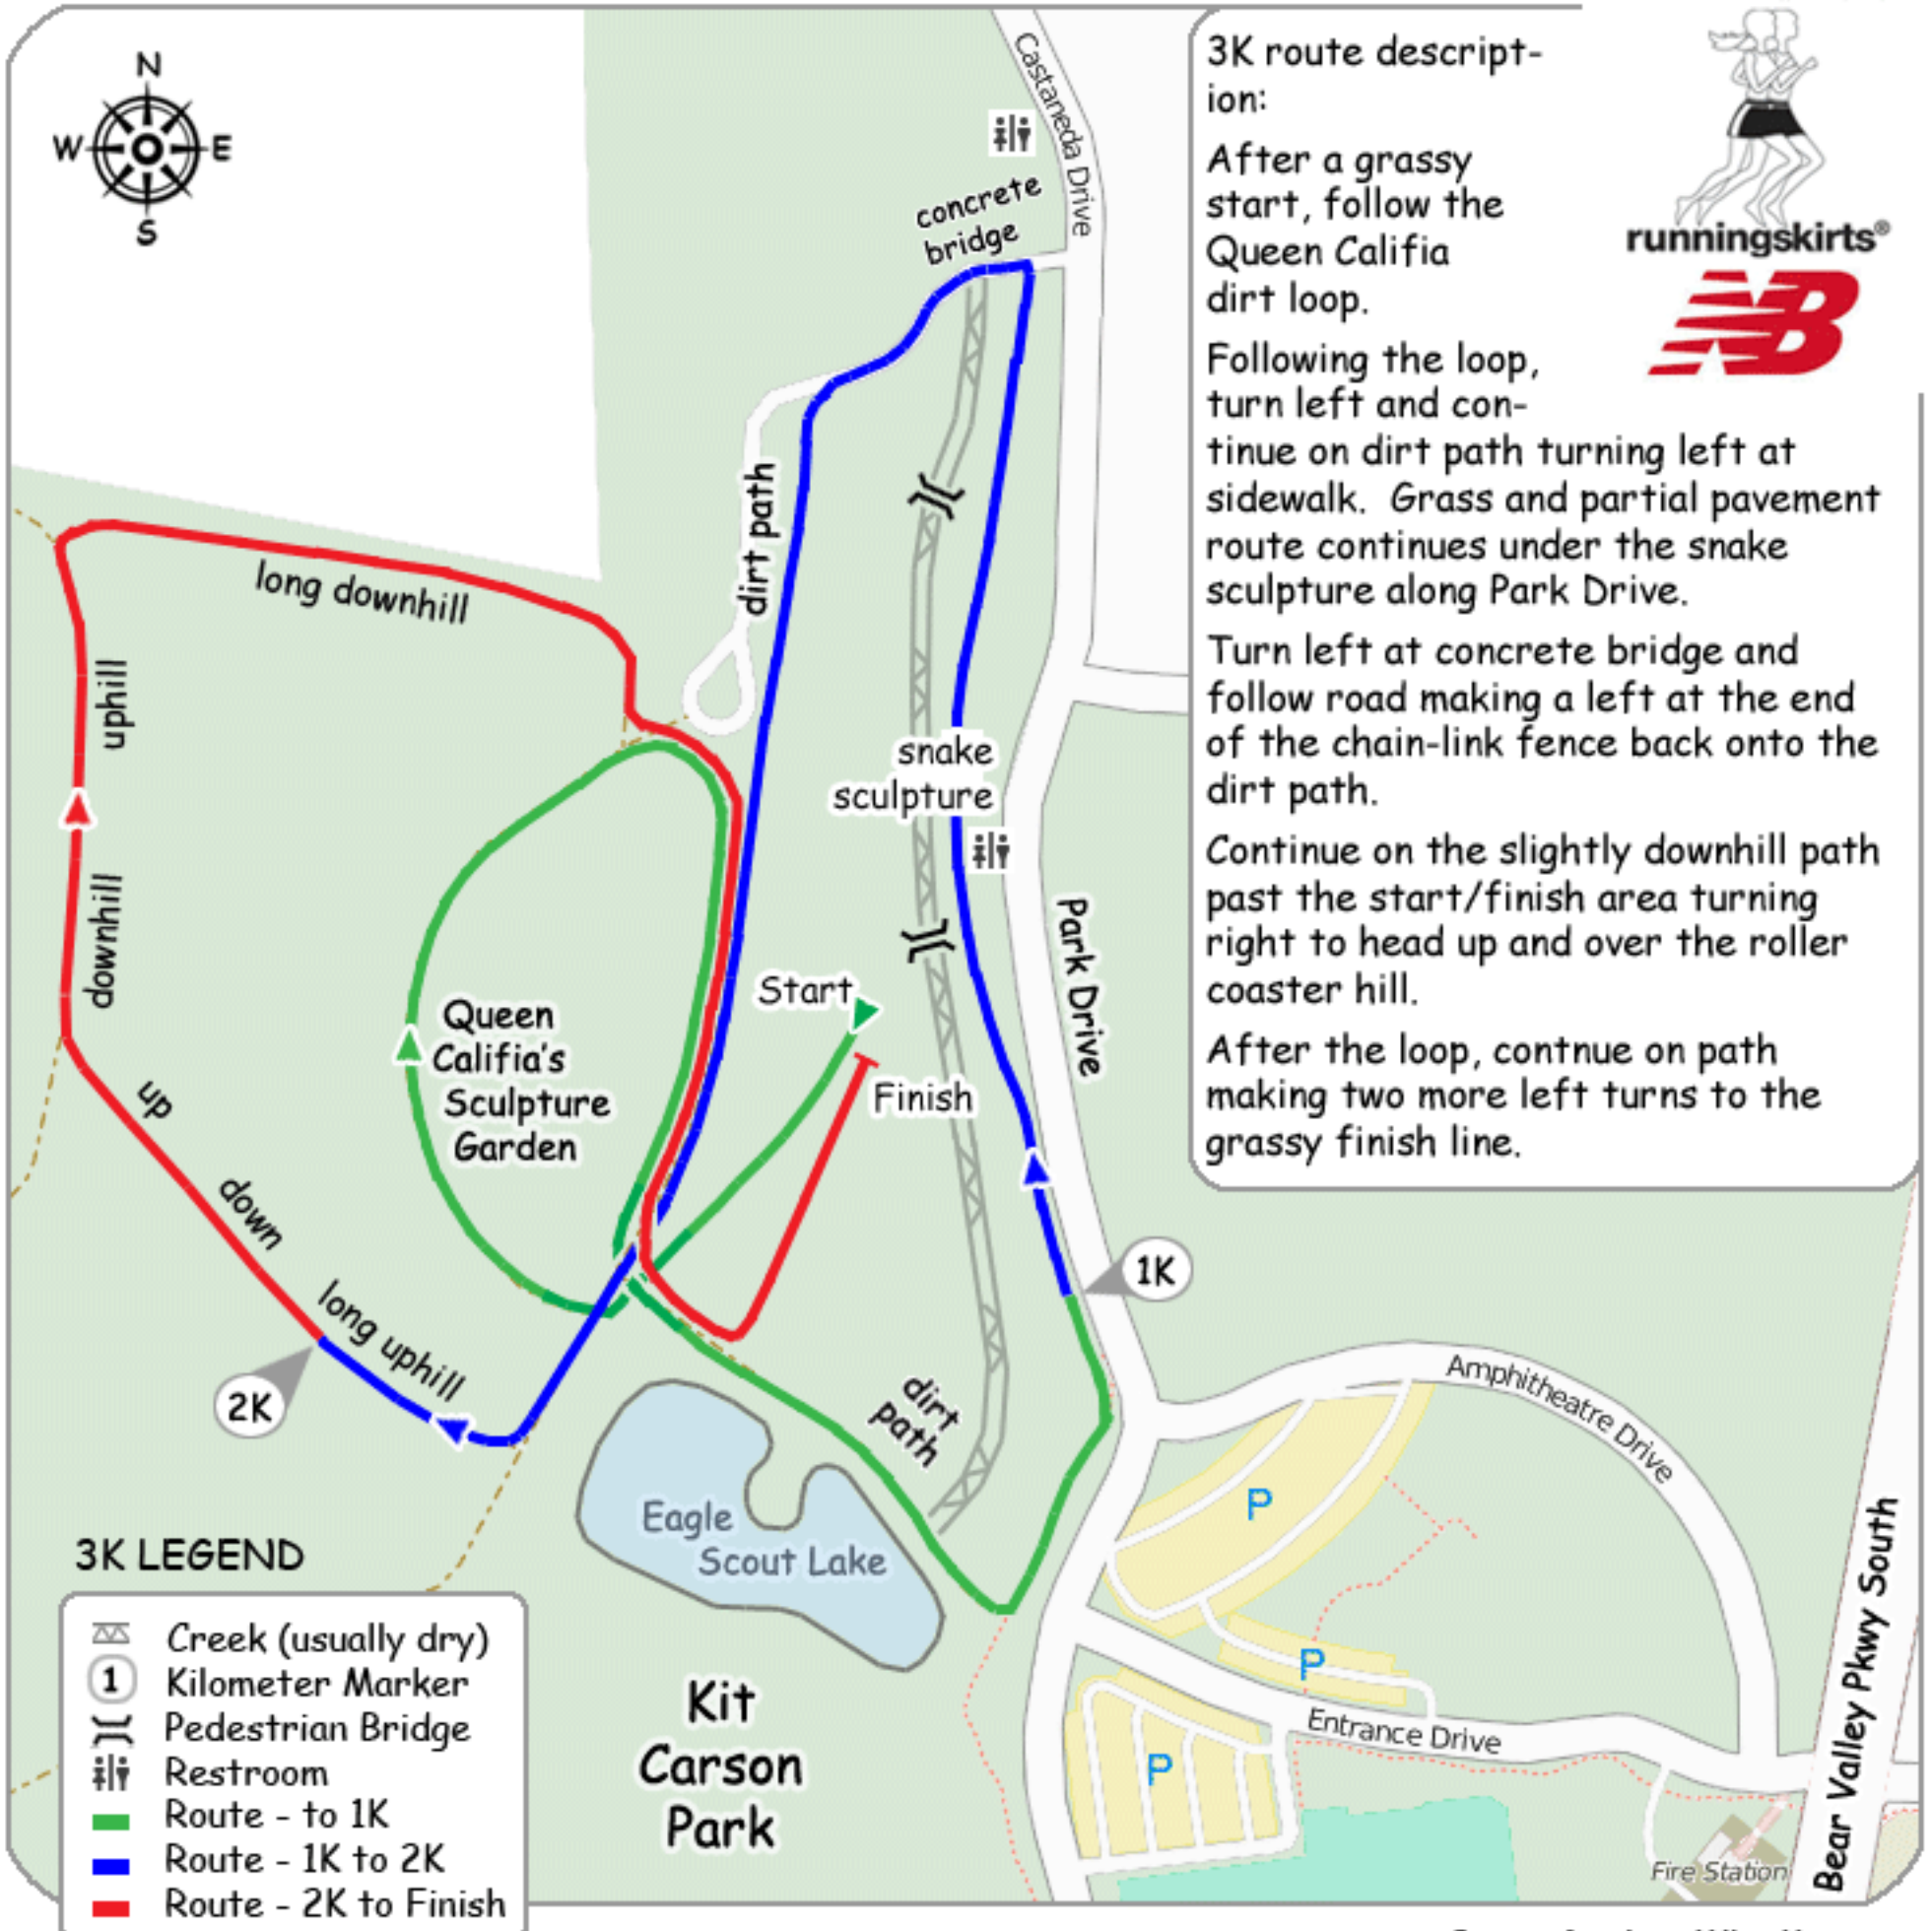 3K route descript-
ion:
After a grassy
start, follow the
Queen Califia
dirt loop.
Following the loop,
turn left and con-
tinue on dirt path turning left at
sidewalk.  Grass and partial pavement
route continues under the snake
sculpture along Park Drive.
Turn left at concrete bridge and
follow road making a left at the end
of the chain-link fence back onto the
dirt path.
Continue on the slightly downhill path
past the start/finish area turning
right to head up and over the roller
coaster hill.
After the loop, contnue on path
making two more left turns to the
grassy finish line.
runningskirts®
NB
N
W
E
S
Castaneda Drive
concrete
bridge
dirt path
long downhill
uphill
downhill
up
down
long uphill
snake
sculpture
Park Drive
Start
Finish
Queen
Califia's
Sculpture
Garden
1K
2K
dirt
path
Eagle
Scout Lake
Amphitheatre Drive
P
P
P
Entrance Drive
Bear Valley Pkwy South
Fire Station
Kit
Carson
Park
3K LEGEND
Creek (usually dry)
1 Kilometer Marker
Pedestrian Bridge
Restroom
Route - to 1K
Route - 1K to 2K
Route - 2K to Finish